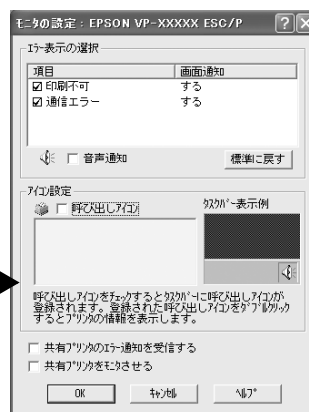 ﾓﾆﾀの設定：EPSON VP-XXXXX ESC/P
ｴﾗｰ表示の選択
項目 画面通知
印刷不可 する
通信エラー する
音声通知 標準に戻す
ｱｲｺﾝ設定
呼び出しｱｲｺﾝ ﾀｽｸﾊﾞｰ表示例
呼び出しｱｲｺﾝをﾁｪｯｸするとﾀｽｸﾊﾞｰに呼び出しｱｲｺﾝが
登録されます。登録された呼び出しｱｲｺﾝをﾀﾞﾌﾞﾙｸﾘｯｸ
するとﾌﾟﾘﾝﾀの情報を表示します。
共有ﾌﾟﾘﾝﾀのｴﾗｰ通知を受信する
共有ﾌﾟﾘﾝﾀをﾓﾆﾀさせる
OK ｷｬﾝｾﾙ ﾍﾙﾌﾟ